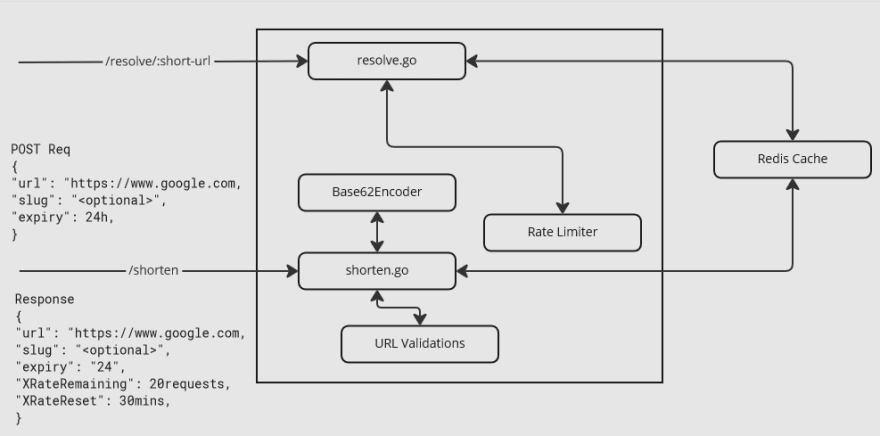 /resolve/:short-url
resolve.go
POST Req
{
"url": "https://www.google.com,
"slug": "<optional>",
"expiry": 24h,
}
Redis Cache
Base62Encoder
Rate Limiter
/shorten
shorten.go
Response
{
"url": "https://www.google.com,
"slug": "<optional>",
"expiry": "24",
"XRateRemaining": 20requests,
"XRateReset": 30mins,
}
URL Validations